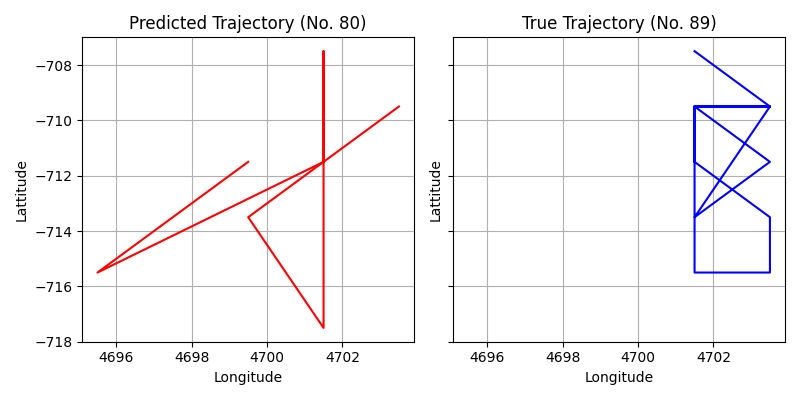 Predicted Trajectory (No. 80)
True Trajectory (No. 89)
Lattitude
−708
−710
−712
−714
−716
−718
4696
4698
4700
4702
Longitude
Lattitude
4696
4698
4700
4702
Longitude